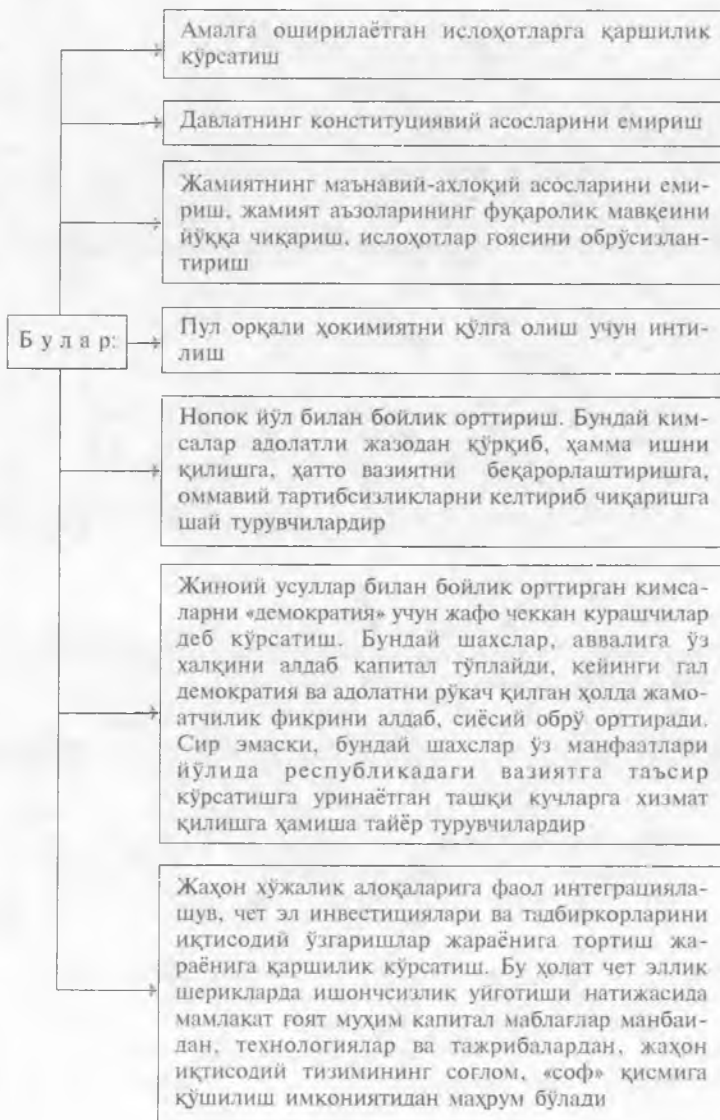 Амалга оширилаётган ислоҳотларга қаршилик
кўрсатиш
Давлатнинг конституциявий асосларини емириш
Жамиятнинг маънавий-ахлоқий асосларини еми-
риш, жамият аъзоларининг фуқаролик мавқеини
йўққа чиқариш, ислоҳотлар ғоясини обрўсизлан-
тириш
Булар:
Пул орқали ҳокимиятни қўлга олиш учун инти-
лиш
Нопок йўл билан бойлик орттириш. Бундай ким-
салар адолатли жазодан қўрқиб, ҳамма ишни
қилишга, ҳатто вазиятни беқарорлаштиришга,
оммавий тартибсизликларни келтириб чиқаришга
шай турувчилардир
Жиноий усуллар билан бойлик орттирган кимса-
ларни «демократия» учун жафо чеккан курашчилар
деб кўрсатиш. Бундай шахслар, аввалига ўз
халқини алдаб капитал тўплайди, кейинги гал
демократия ва адолатни рўкач қилган ҳолда жамо-
атчилик фикрини алдаб, сиёсий обрў орттиради.
Сир эмаски, бундай шахслар ўз манфаатлари
йўлида республикадаги вазиятга таъсир
кўрсатишга уринаётган ташқи кучларга хизмат
қилишга ҳамиша тайёр турувчилардир
Жаҳон хўжалик алоқаларига фаол интеграцияла-
шув, чет эл инвестициялари ва тадбиркорларини
иқтисодий ўзгаришлар жараёнига тортиш жа-
раёнига қаршилик кўрсатиш. Бу ҳолат чет эллик
шерикларда ишончсизлик уйғотиши натижасида
мамлакат ғоят муҳим капитал маблағлар манбаи-
дан, технологиялар ва тажрибалардан, жаҳон
иқтисодий тизимининг соғлом, «соф» қисмига
қўшилиш имкониятидан маҳрум бўлади